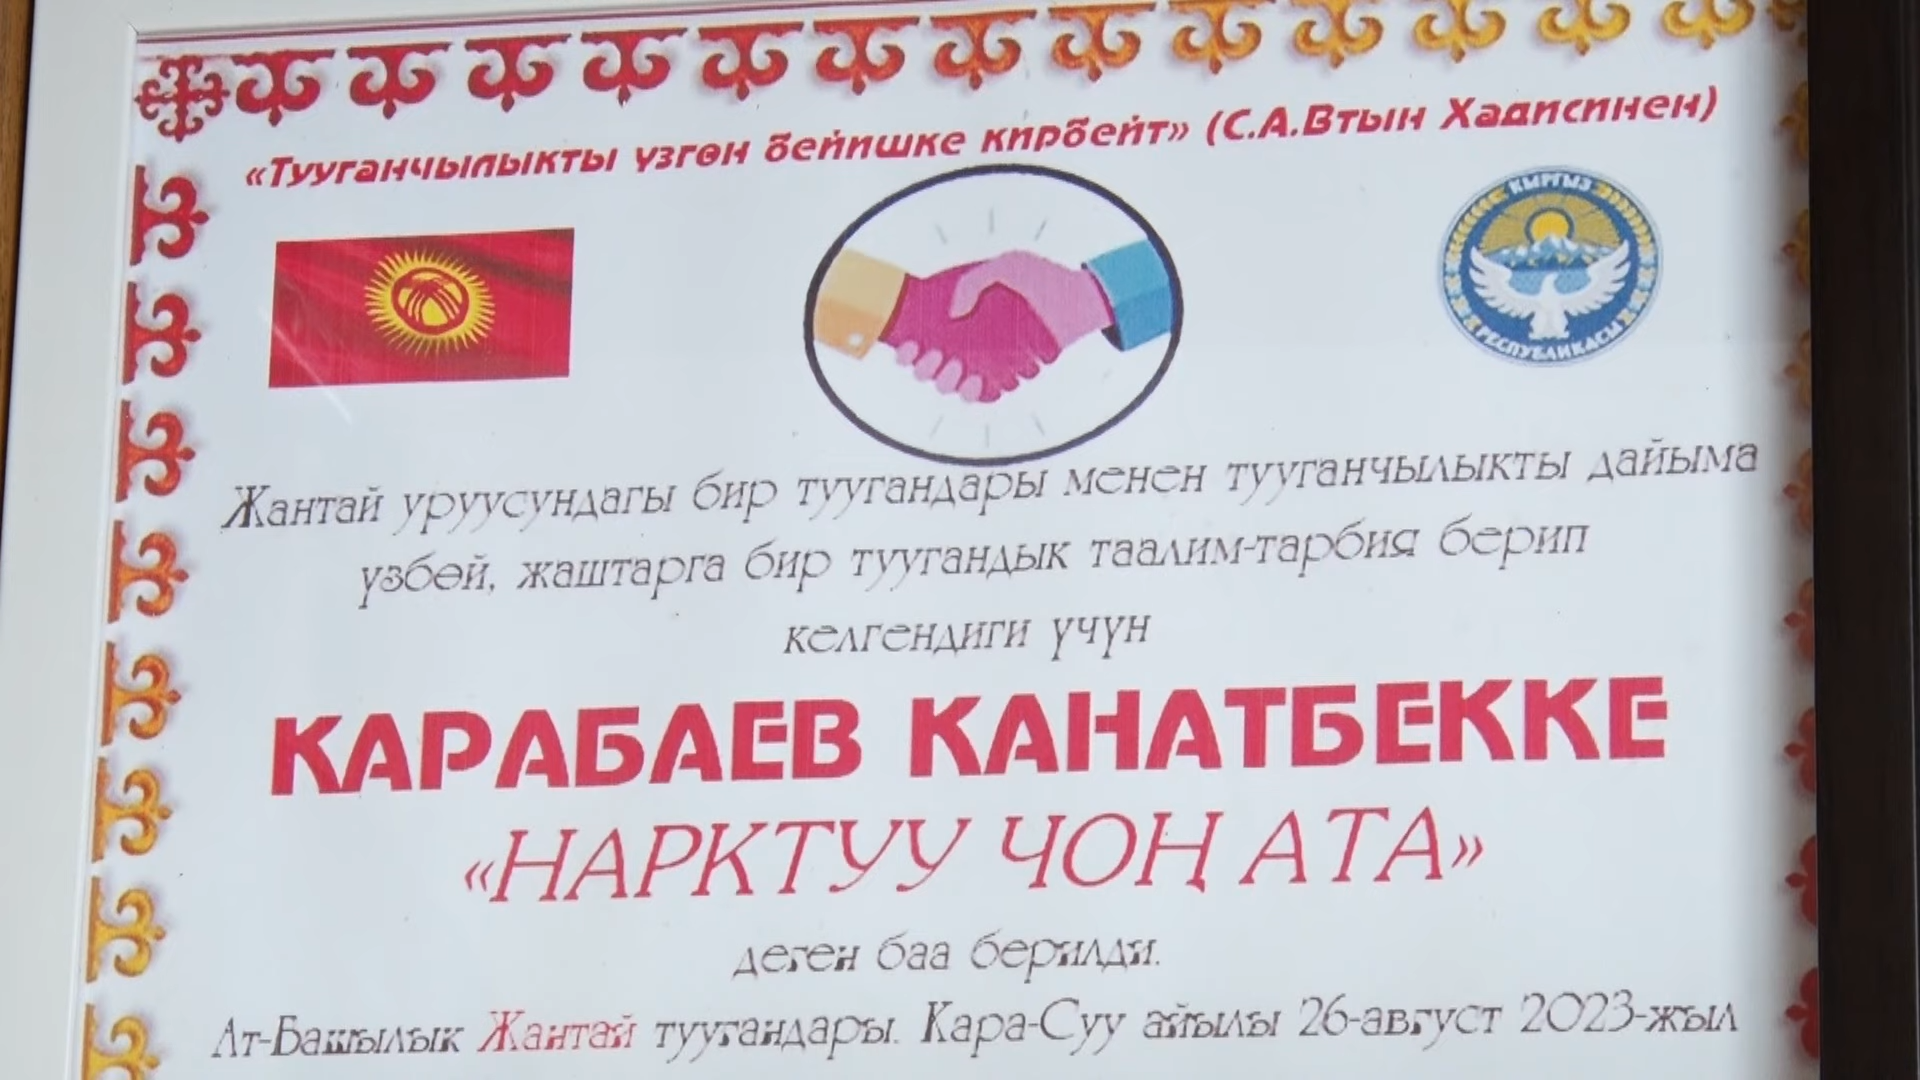 «Тууганчылыкты үзгөн бейишке кирбейт» (С.А.Втын Хадисинен)
КЫРГЫЗ
РЕСПУБЛИКАСЫ
Жантай уруусундагы бир туугандары менен тууганчылыкты дайыма
үзбөй, жаштарга бир туугандык таалим-тарбия берип
келгендиги үчүн
КАРАБАЕВ КАНАТБЕККЕ
«НАРКТУУ ЧОҢ АТА»
деген баа берилди.
Ат-Башылык Жантай туугандары. Кара-Суу айылы 26-август 2023-жыл